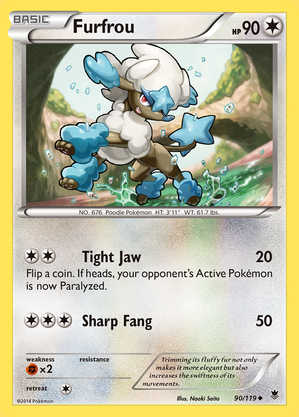 BASIC
Furfrou
HP 90
NO. 676 Poodle Pokémon HT: 3'11" WT: 61.7 lbs.
Tight Jaw 20
Flip a coin. If heads, your opponent's Active Pokémon
is now Paralyzed.
Sharp Fang 50
weakness
×2
resistance
retreat
Trimming its fluffy fur not only
makes it more elegant but also
increases the swiftness of its
movements.
©2014 Pokémon
Illus. Naoki Saito
90/119